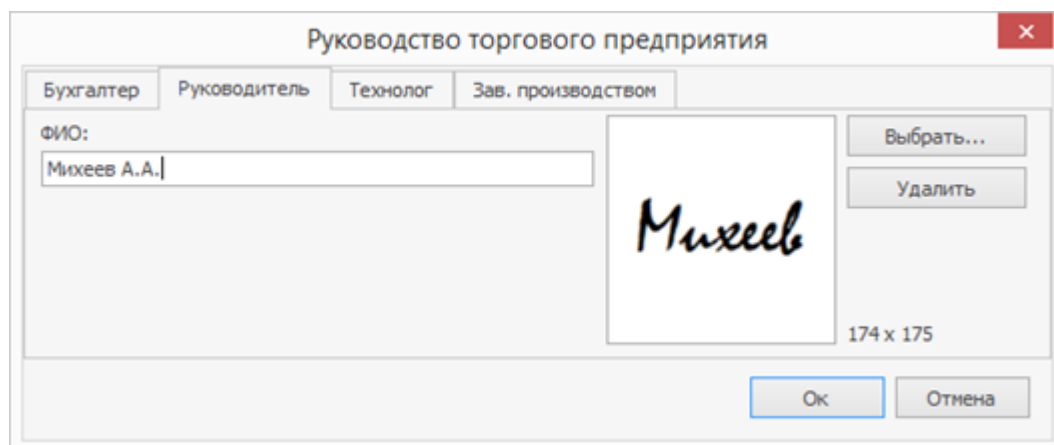 Руководство торгового предприятия
Бухгалтер Руководитель Технолог Зав. производством
ФИО:
Михеев А.А.
Михеев
Выбрать...
Удалить
174 x 175
Ок Отмена